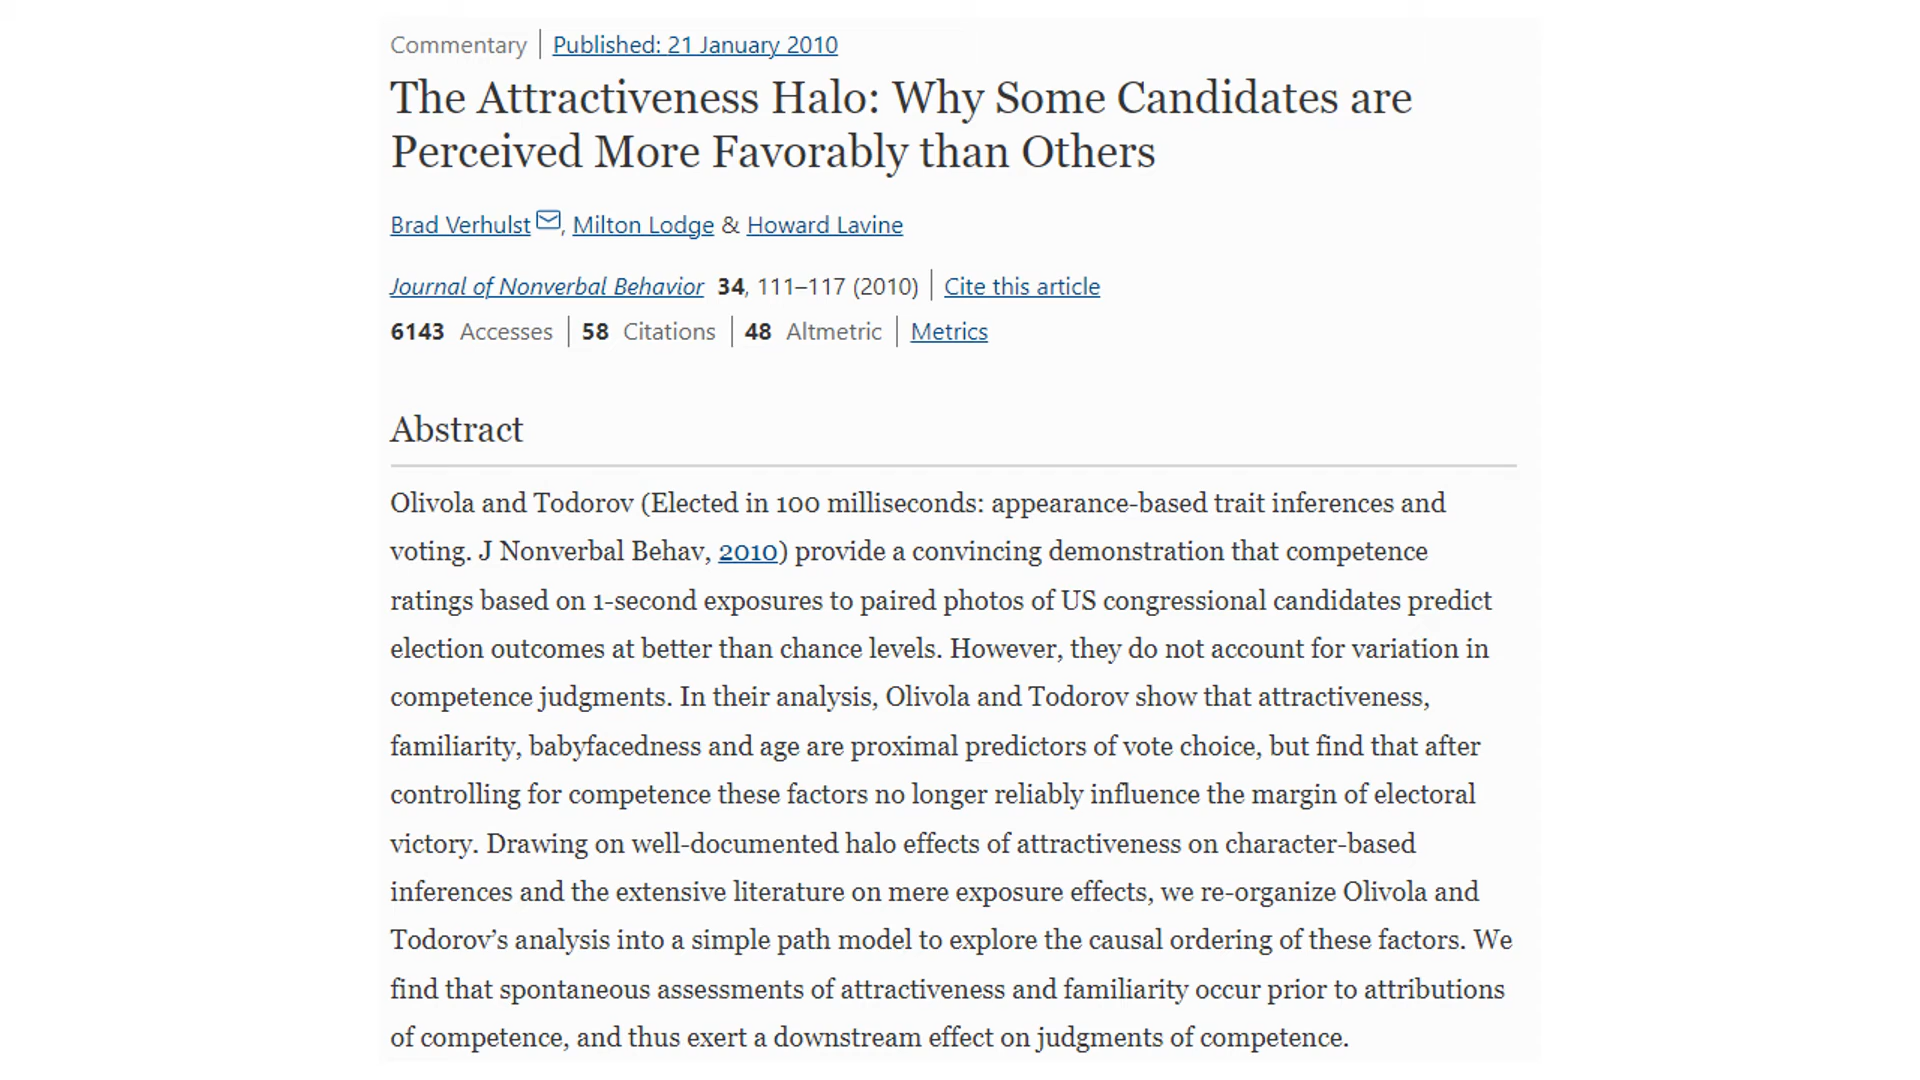 Commentary | Published: 21 January 2010
The Attractiveness Halo: Why Some Candidates are
Perceived More Favorably than Others
Brad Verhulst, Milton Lodge & Howard Lavine
Journal of Nonverbal Behavior 34, 111–117 (2010) | Cite this article
6143 Accesses | 58 Citations | 48 Altmetric | Metrics
Abstract
Olivola and Todorov (Elected in 100 milliseconds: appearance-based trait inferences and
voting. J Nonverbal Behav, 2010) provide a convincing demonstration that competence
ratings based on 1-second exposures to paired photos of US congressional candidates predict
election outcomes at better than chance levels. However, they do not account for variation in
competence judgments. In their analysis, Olivola and Todorov show that attractiveness,
familiarity, babyfacedness and age are proximal predictors of vote choice, but find that after
controlling for competence these factors no longer reliably influence the margin of electoral
victory. Drawing on well-documented halo effects of attractiveness on character-based
inferences and the extensive literature on mere exposure effects, we re-organize Olivola and
Todorov’s analysis into a simple path model to explore the causal ordering of these factors. We
find that spontaneous assessments of attractiveness and familiarity occur prior to attributions
of competence, and thus exert a downstream effect on judgments of competence.